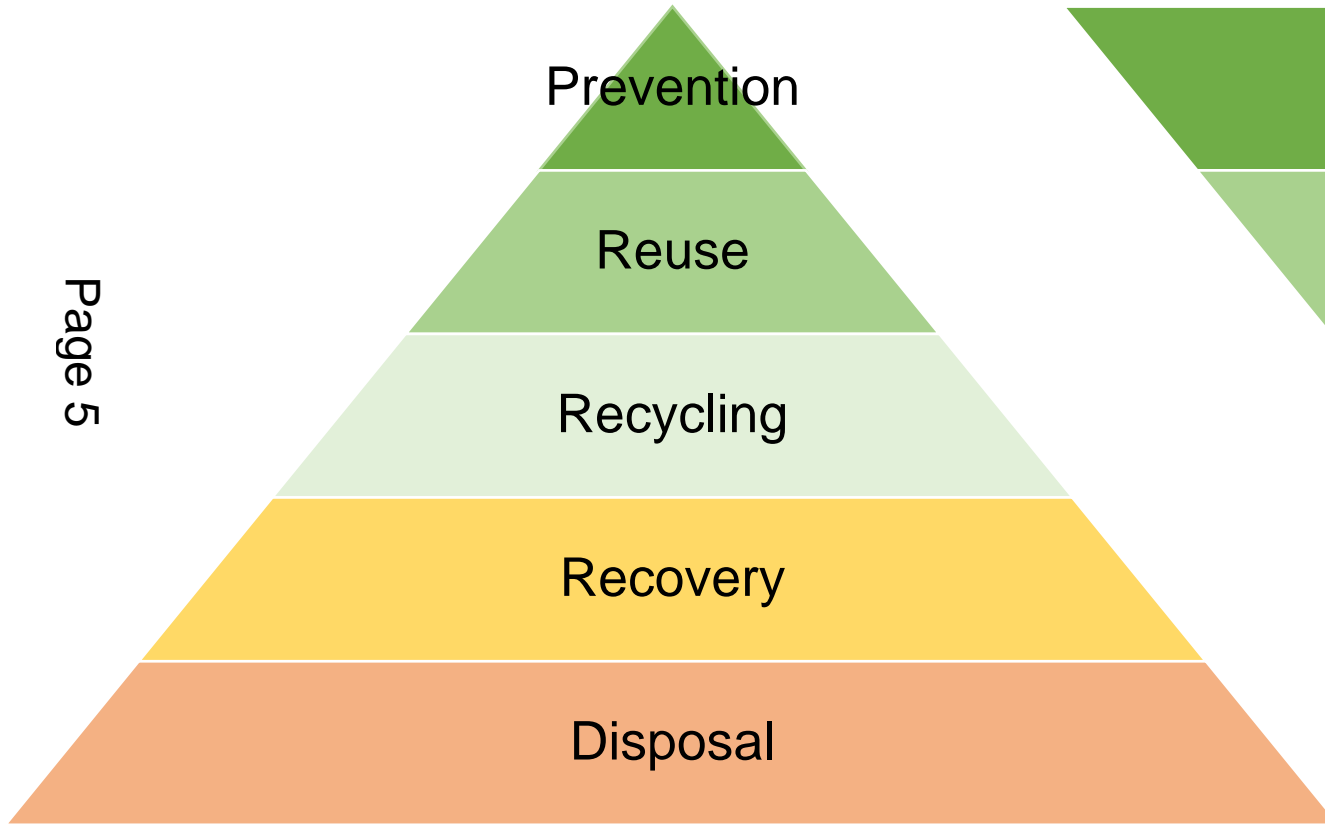 Prevention
Reuse
Page 5
Recycling
Recovery
Disposal